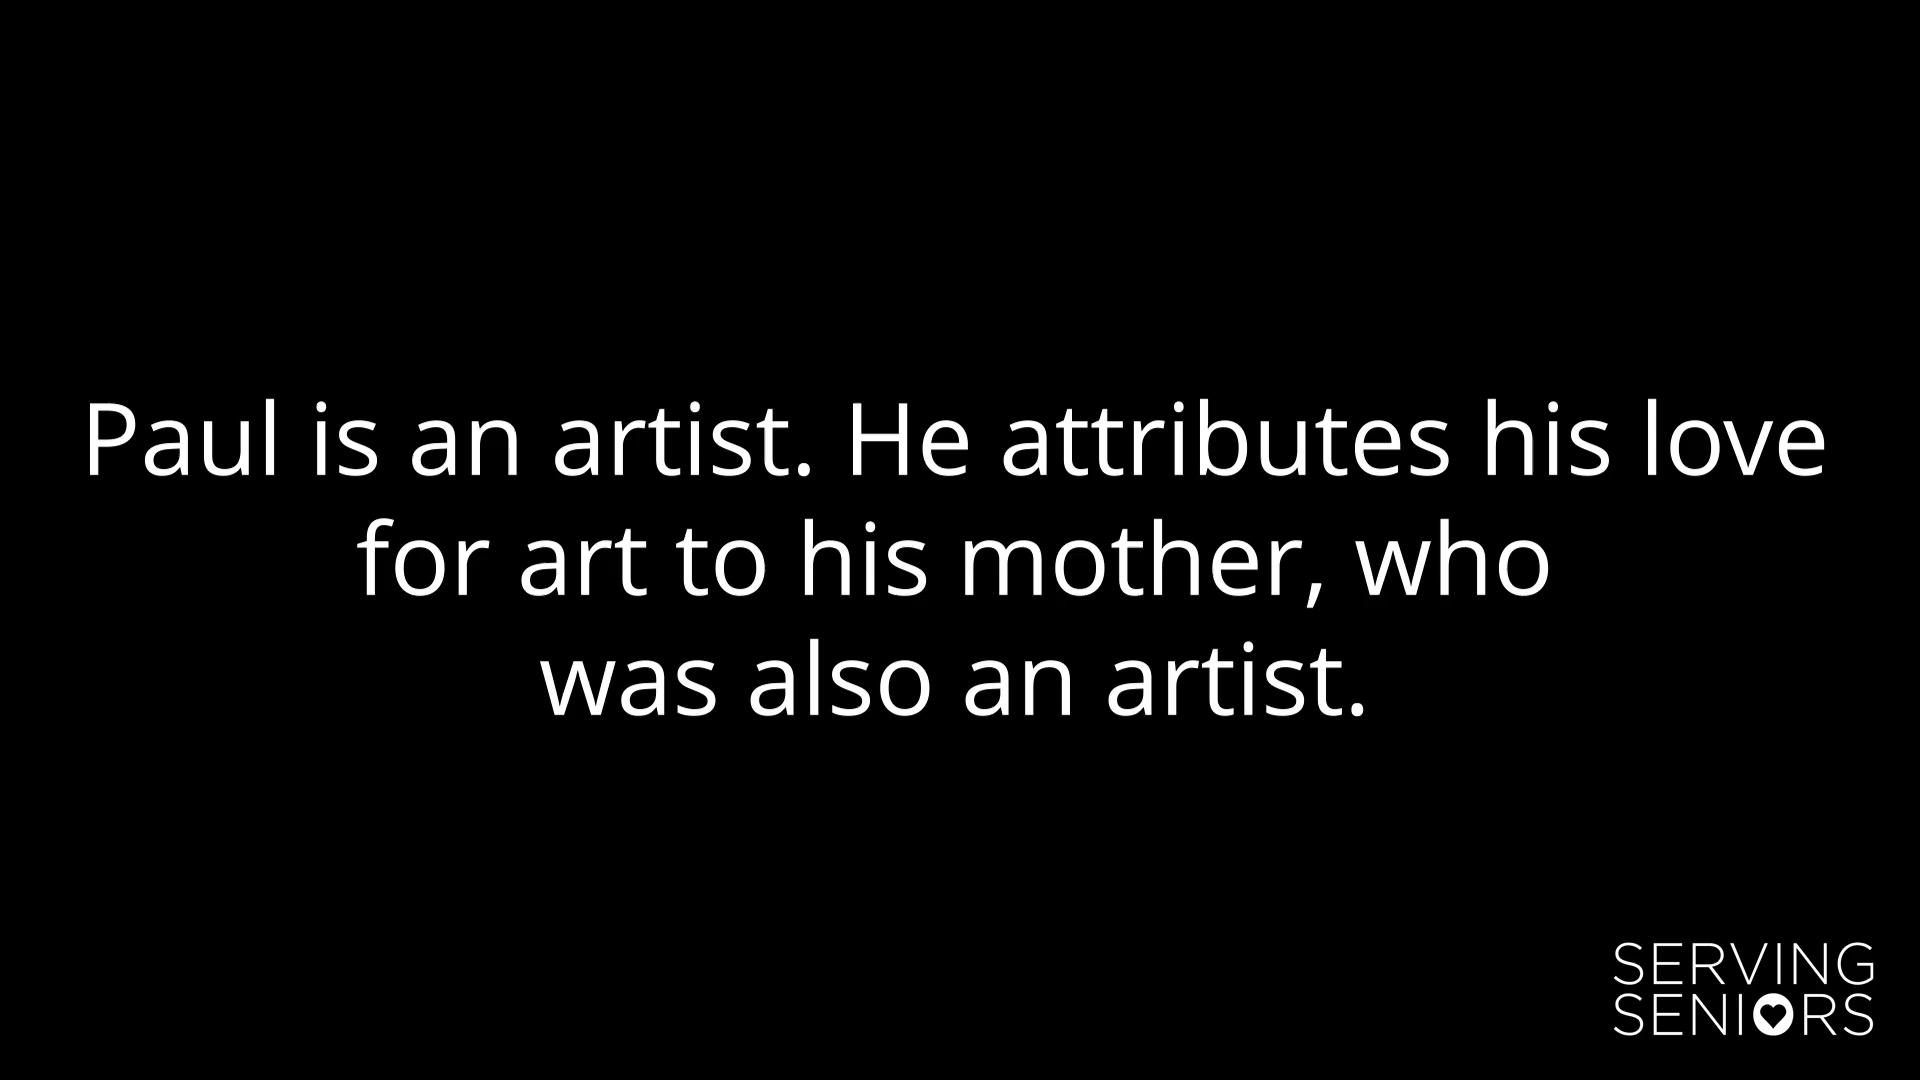 Paul is an artist. He attributes his love
for art to his mother, who
was also an artist.
SERVING
SENIORS